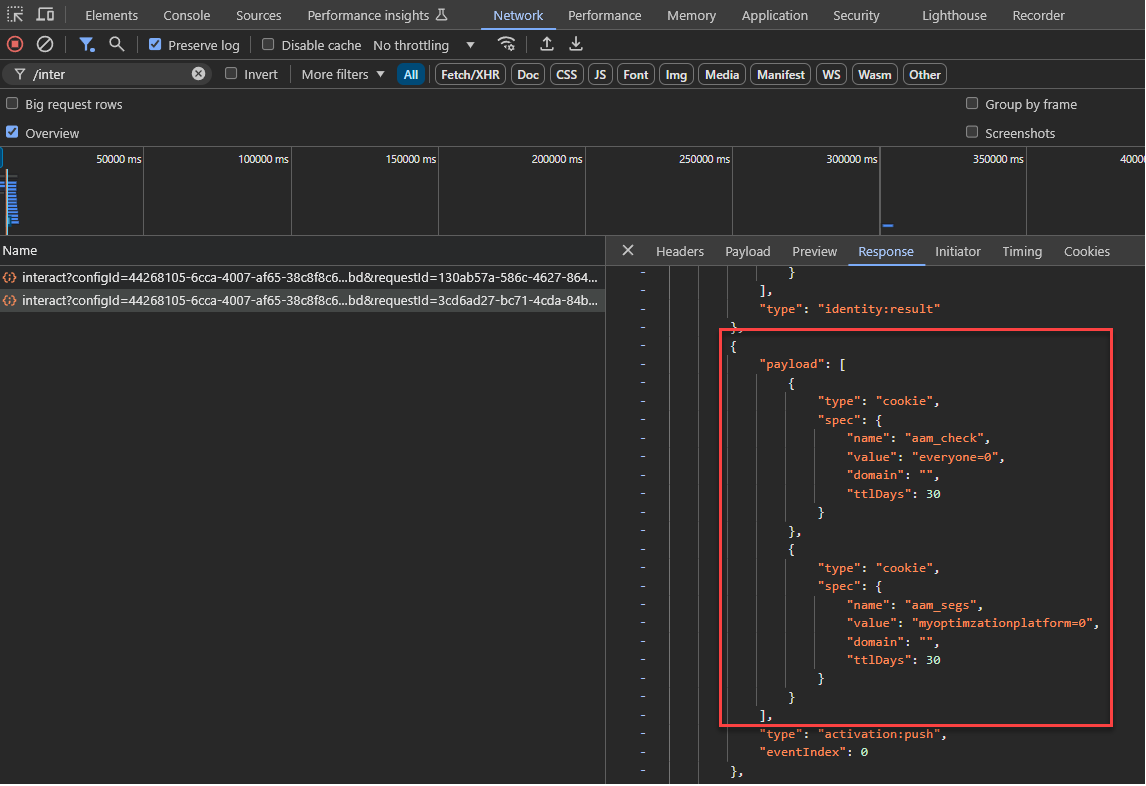 Elements Console Sources Performance insights Network Performance Memory Application Security Lighthouse Recorder
Preserve log Disable cache No throttling
/inter Invert More filters All Fetch/XHR Doc CSS JS Font Img Media Manifest WS Wasm Other
Big request rows Group by frame
Overview Screenshots
50000 ms 100000 ms 150000 ms 200000 ms 250000 ms 300000 ms 350000 ms 4000
Name
interact?configId=44268105-6cca-4007-af65-38c8f8c6...bd&requestId=130ab57a-586c-4627-864...
interact?configId=44268105-6cca-4007-af65-38c8f8c6...bd&requestId=3cd6ad27-bc71-4cda-84b...
Headers Payload Preview Response Initiator Timing Cookies
- }
- ],
- "type": "identity:result"
- },
- {
- "payload": [
- {
- "type": "cookie",
- "spec": {
- "name": "aam_check",
- "value": "everyone=0",
- "domain": "",
- "ttlDays": 30
- }
- },
- {
- "type": "cookie",
- "spec": {
- "name": "aam_segs",
- "value": "myoptimzationplatform=0",
- "domain": "",
- "ttlDays": 30
- }
- }
- ],
- "type": "activation:push",
- "eventIndex": 0
- },